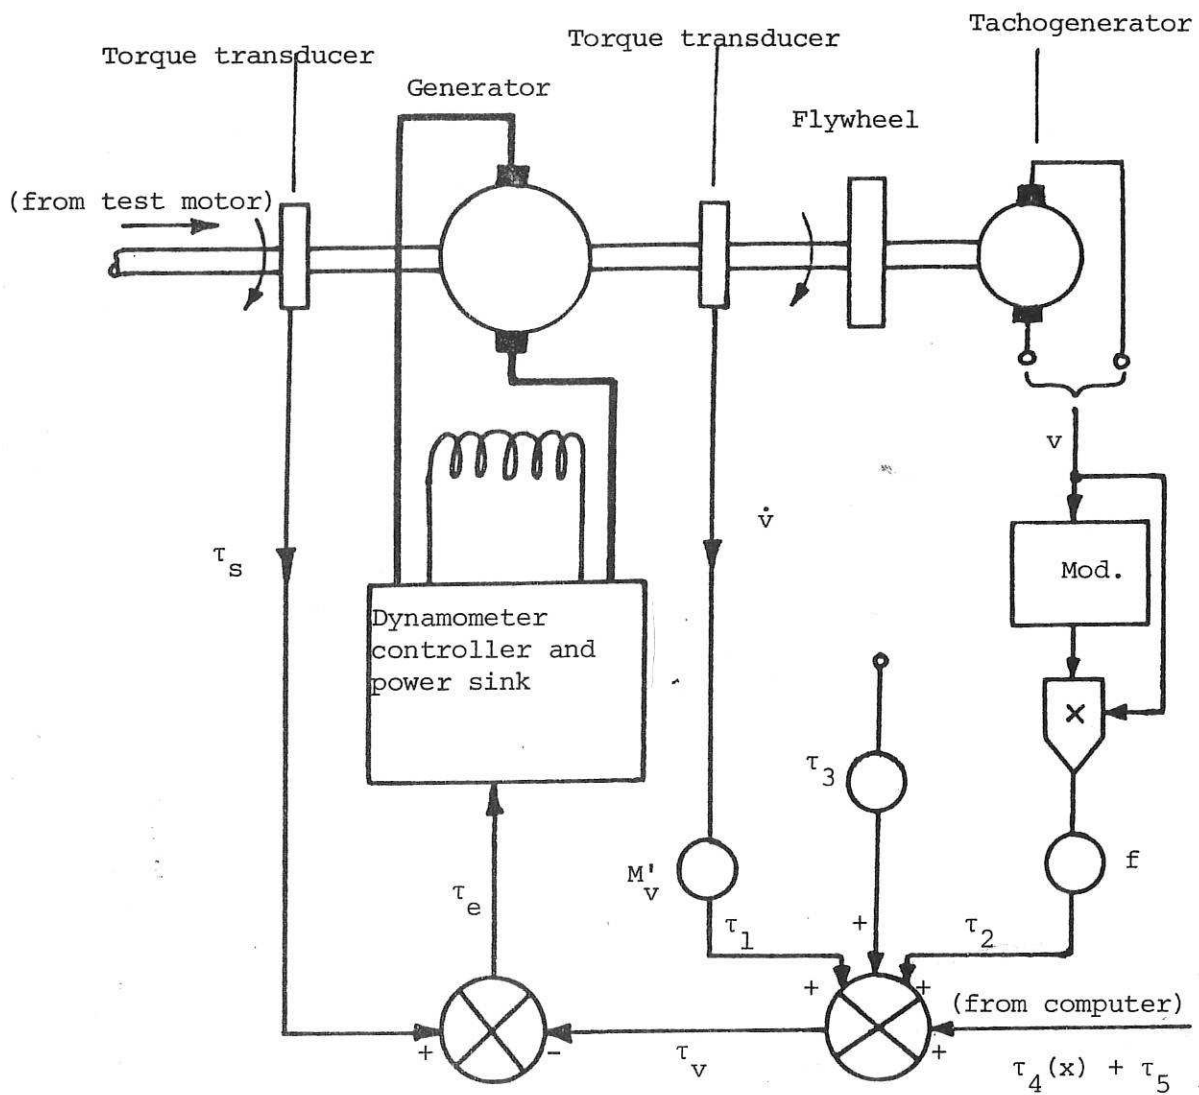 Torque transducer
Torque transducer
Tachogenerator
Generator
Flywheel
(from test motor)
v
τs
v̇
Mod.
Dynamometer
controller and
power sink
×
τ3
M'v
f
τe
τ1
+
τ2
+
+
(from computer)
+
-
τv
+
τ4(x) + τ5